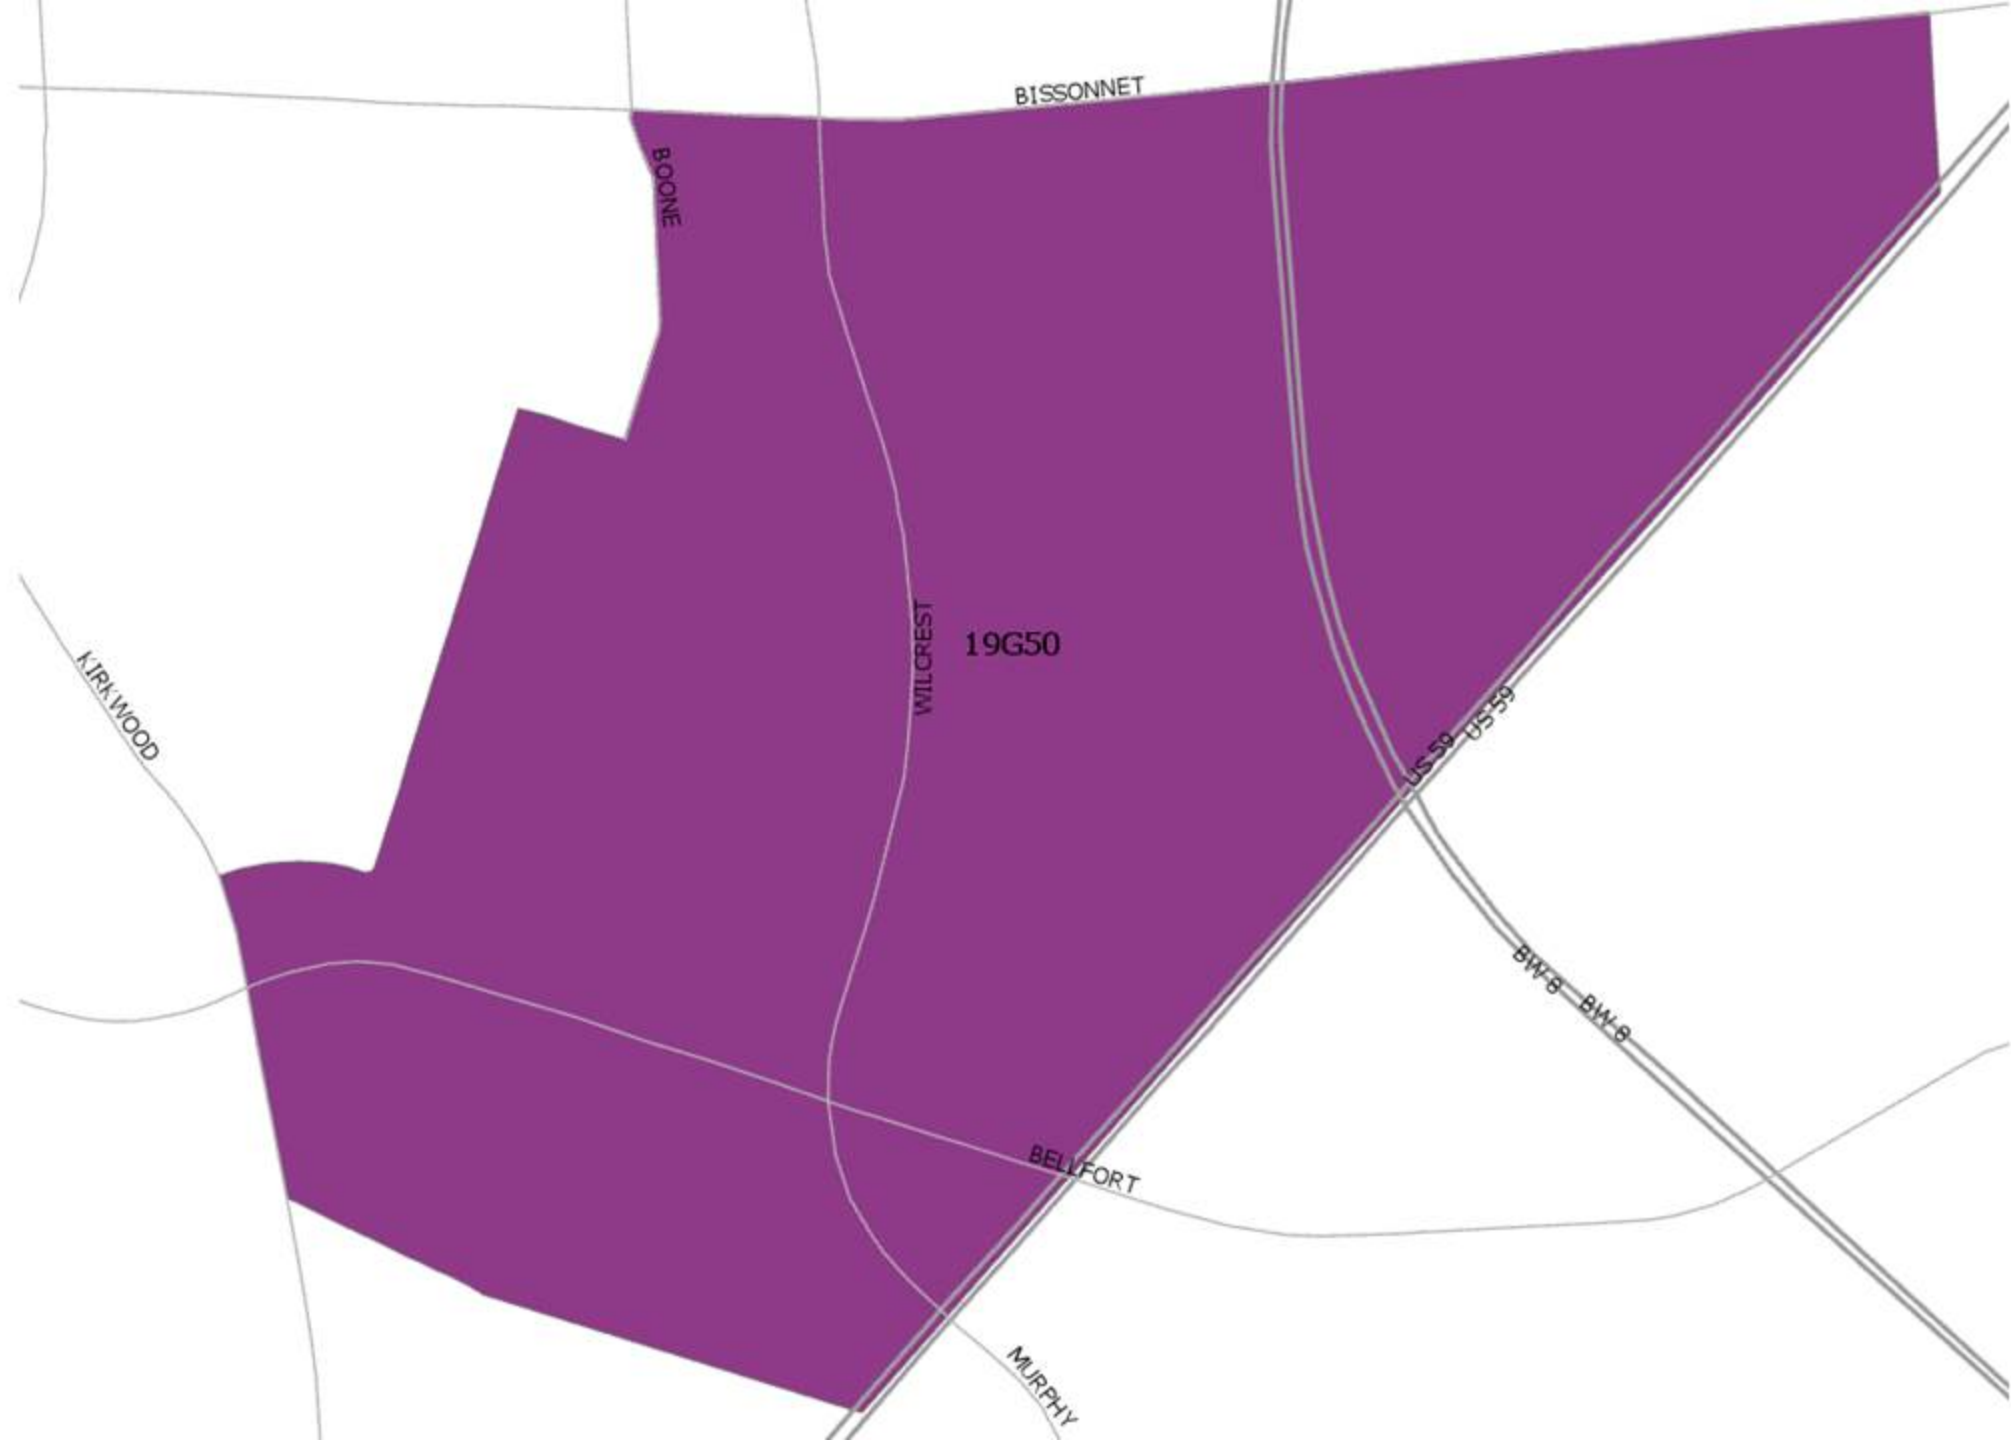 BISSONNET
BOONE
WILCREST
19G50
KIRKWOOD
US 59
US 59
BW 8
BW 8
BELLFORT
MURPHY